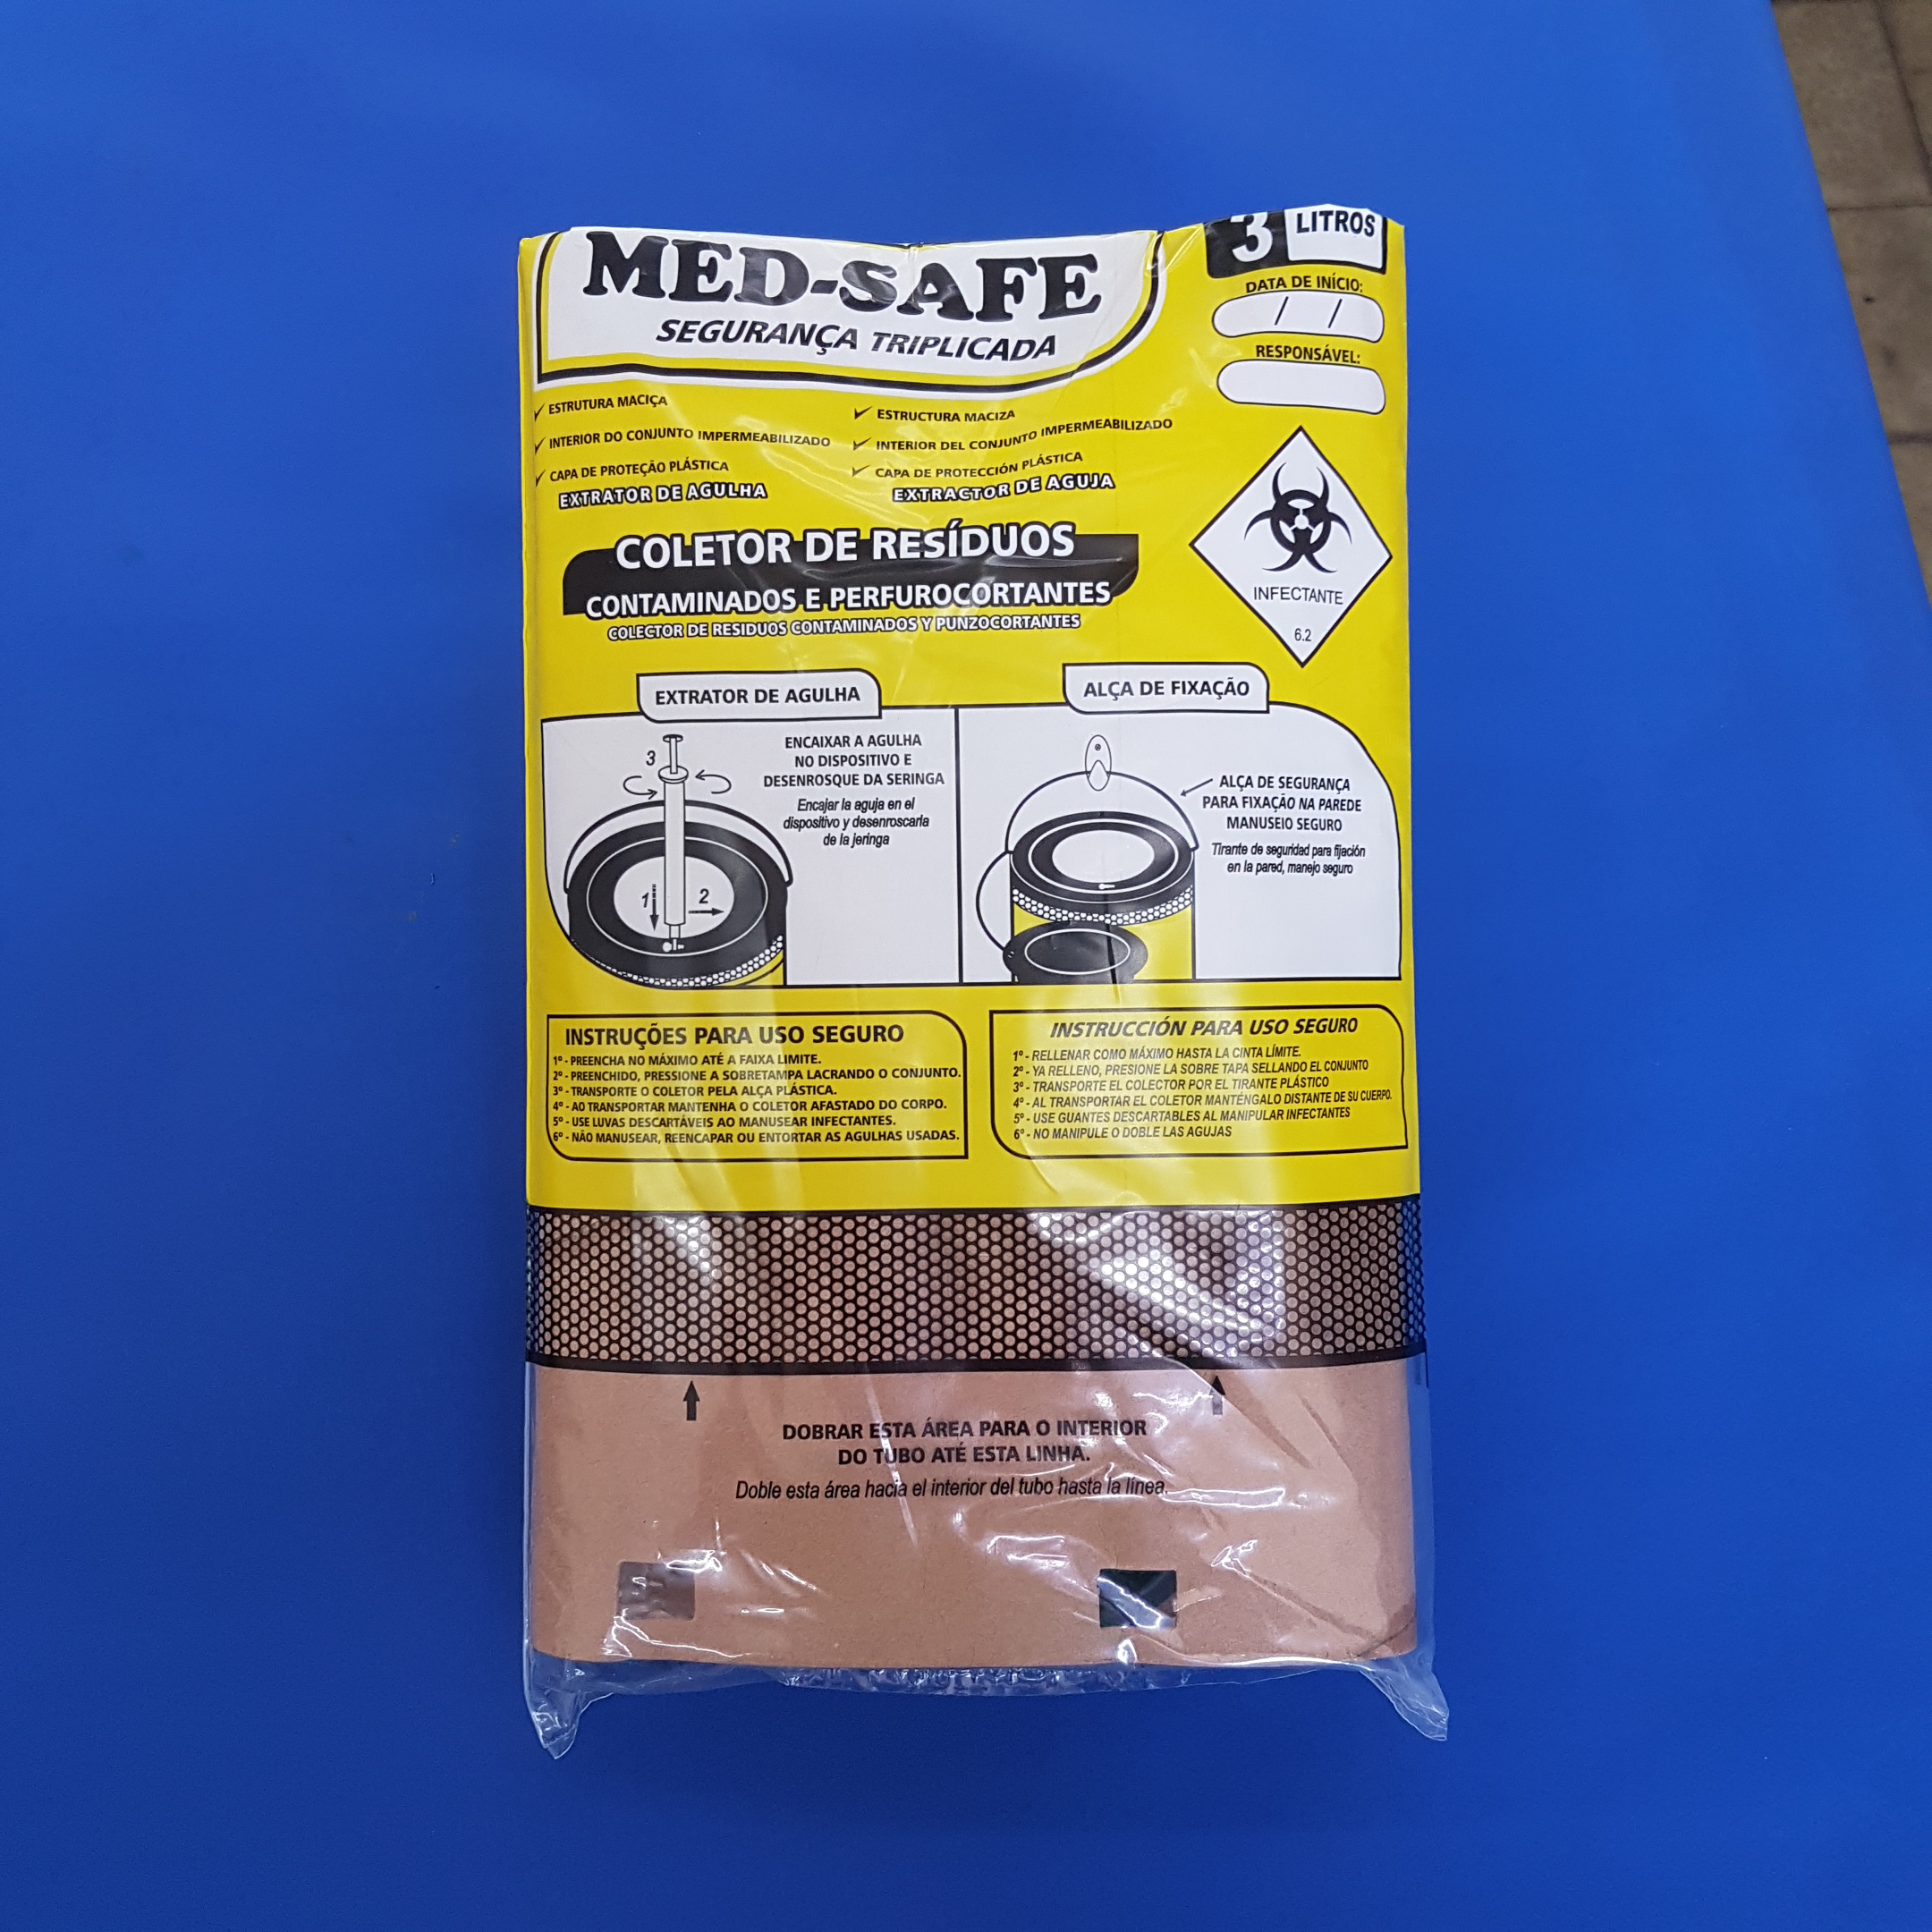 MED-SAFE
SEGURANÇA TRIPLICADA
3 LITROS
DATA DE INÍCIO:
/ /
RESPONSÁVEL:
ESTRUTURA MACIÇA
INTERIOR DO CONJUNTO IMPERMEABILIZADO
CAPA DE PROTEÇÃO PLÁSTICA
EXTRATOR DE AGULHA
ESTRUCTURA MACIZA
INTERIOR DEL CONJUNTO IMPERMEABILIZADO
CAPA DE PROTECCIÓN PLÁSTICA
EXTRACTOR DE AGUJA
COLETOR DE RESÍDUOS
CONTAMINADOS E PERFUROCORTANTES
COLECTOR DE RESIDUOS CONTAMINADOS Y PUNZOCORTANTES
INFECTANTE
6.2
EXTRATOR DE AGULHA
3
1
2
ENCAIXAR A AGULHA
NO DISPOSITIVO E
DESENROSQUE DA SERINGA
Encajar la aguja en el
dispositivo y desenroscarla
de la jeringa
ALÇA DE FIXAÇÃO
ALÇA DE SEGURANÇA
PARA FIXAÇÃO NA PAREDE
MANUSEIO SEGURO
Tirante de seguridad para fijación
en la pared, manejo seguro
INSTRUÇÕES PARA USO SEGURO
1º - PREENCHA NO MÁXIMO ATÉ A FAIXA LIMITE.
2º - PREENCHIDO, PRESSIONE A SOBRETAMPA LACRANDO O CONJUNTO.
3º - TRANSPORTE O COLETOR PELA ALÇA PLÁSTICA.
4º - AO TRANSPORTAR MANTENHA O COLETOR AFASTADO DO CORPO.
5º - USE LUVAS DESCARTÁVEIS AO MANUSEAR INFECTANTES.
6º - NÃO MANUSEAR, REENCAPAR OU ENTORTAR AS AGULHAS USADAS.
INSTRUCCIÓN PARA USO SEGURO
1º - RELLENAR COMO MÁXIMO HASTA LA CINTA LÍMITE.
2º - YA RELLENO, PRESIONE LA SOBRE TAPA SELLANDO EL CONJUNTO
3º - TRANSPORTE EL COLECTOR POR EL TIRANTE PLÁSTICO
4º - AL TRANSPORTAR EL COLETOR MANTÉNGALO DISTANTE DE SU CUERPO.
5º - USE GUANTES DESCARTABLES AL MANIPULAR INFECTANTES
6º - NO MANIPULE O DOBLE LAS AGUJAS
DOBRAR ESTA ÁREA PARA O INTERIOR
DO TUBO ATÉ ESTA LINHA.
Doble esta área hacia el interior del tubo hasta la línea.